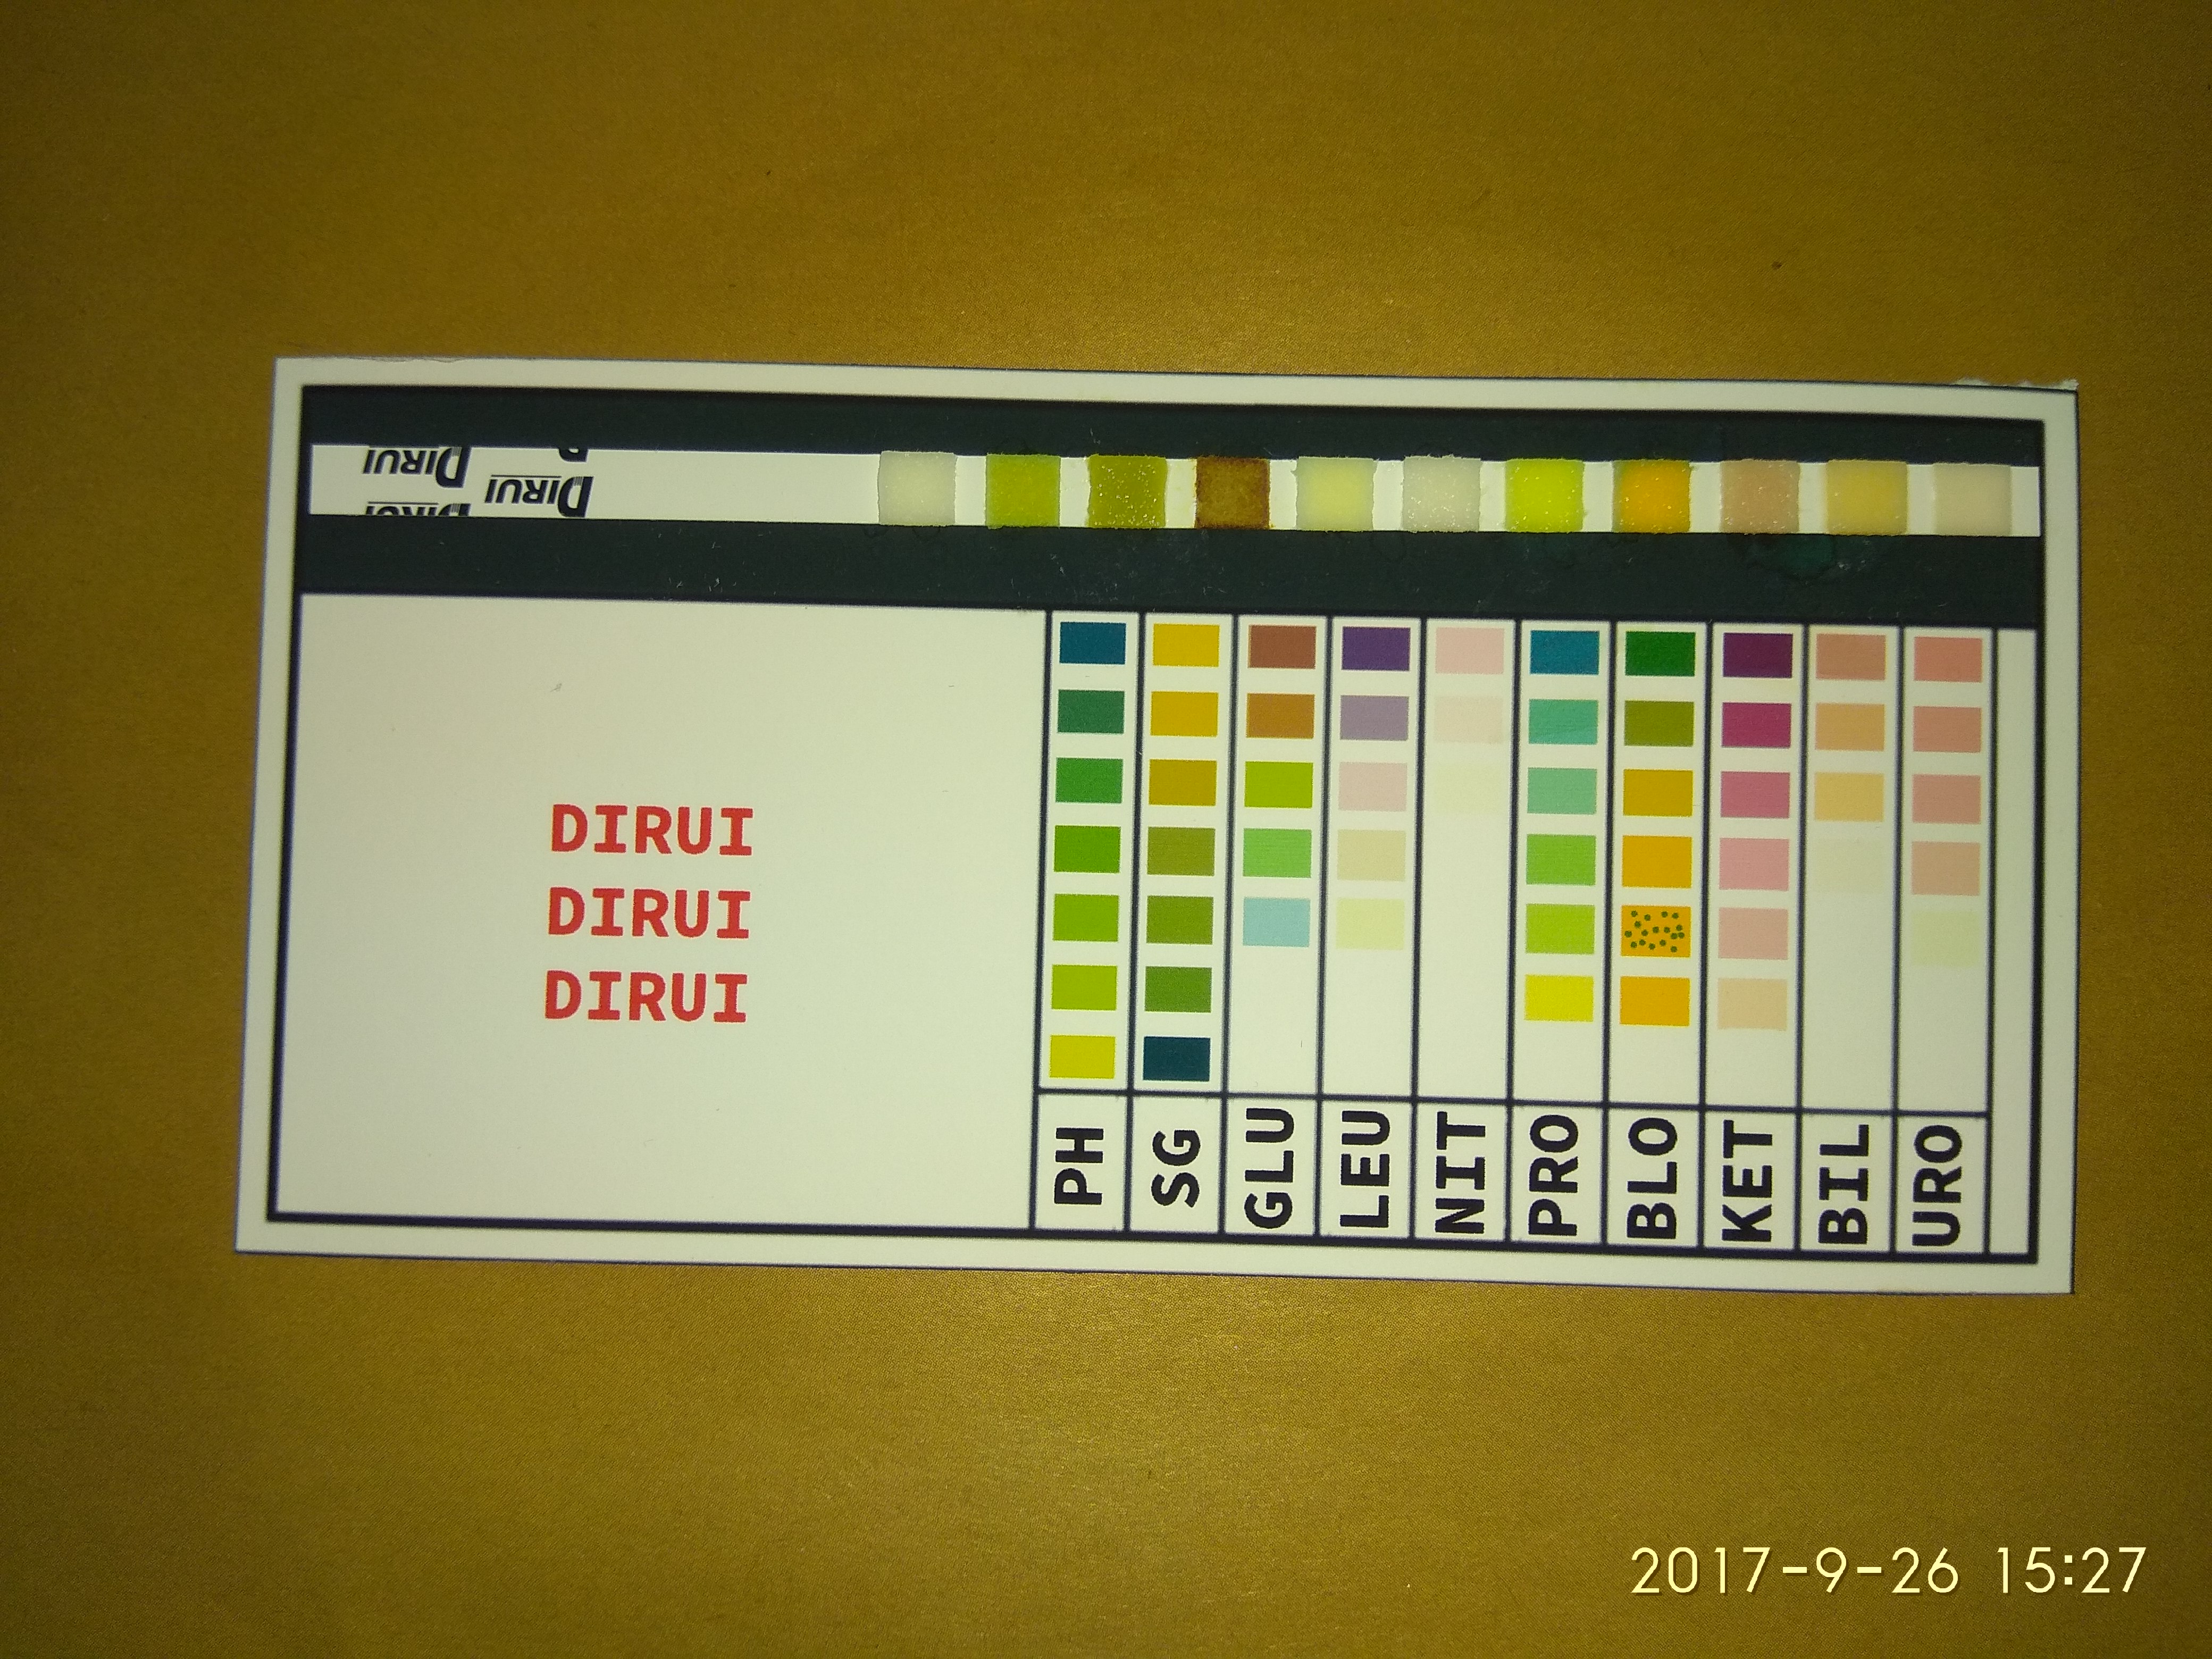 DIRUI
DIRUI
DIRUI
DIRUI
DIRUI
DIRUI
PH
SG
GLU
LEU
NIT
PRO
BLO
KET
BIL
URO
2017-9-26 15:27